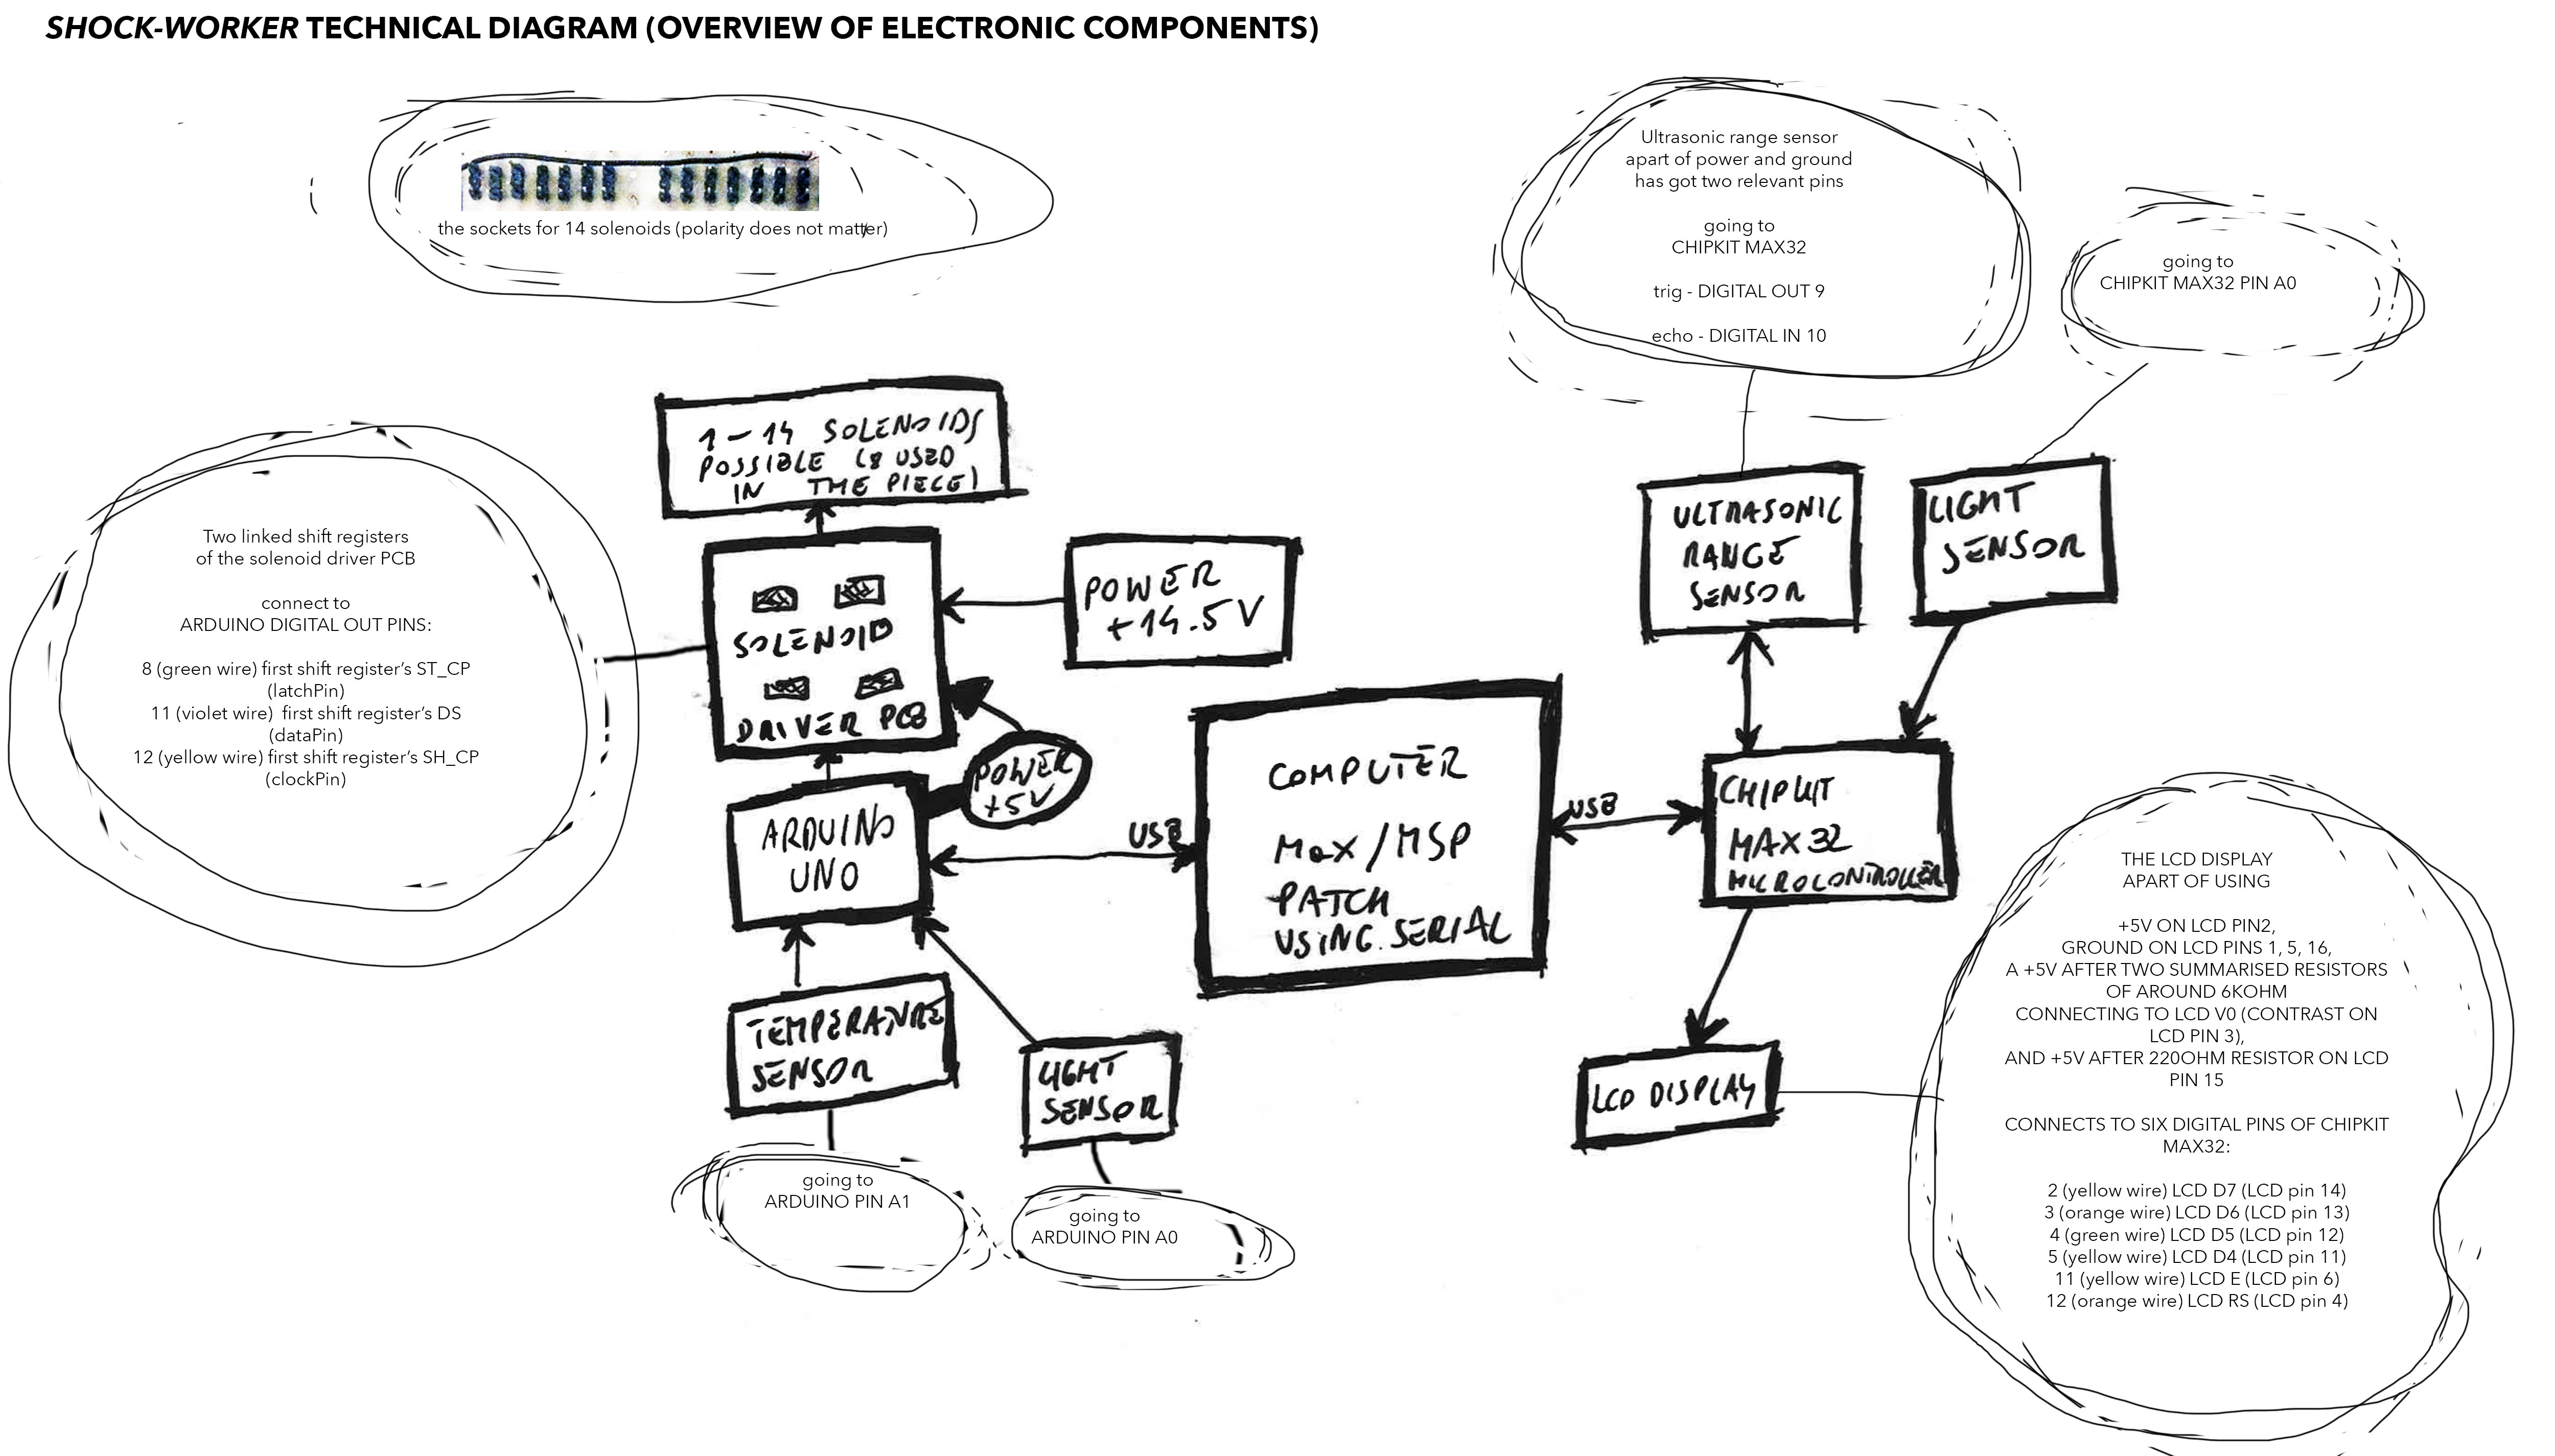 SHOCK-WORKER TECHNICAL DIAGRAM (OVERVIEW OF ELECTRONIC COMPONENTS)
the sockets for 14 solenoids (polarity does not matter)
Ultrasonic range sensor
apart of power and ground
has got two relevant pins
going to
CHIPKIT MAX32
trig - DIGITAL OUT 9
echo - DIGITAL IN 10
going to
CHIPKIT MAX32 PIN A0
1-14 SOLENOIDS
POSSIBLE (8 USED
IN THE PIECE)
Two linked shift registers
of the solenoid driver PCB
connect to
ARDUINO DIGITAL OUT PINS:
8 (green wire) first shift register's ST_CP
(latchPin)
11 (violet wire) first shift register's DS
(dataPin)
12 (yellow wire) first shift register's SH_CP
(clockPin)
SOLENOID
DRIVER PCB
POWER
+14.5V
POWER
+5V
ARDUINO
UNO
USB
COMPUTER
Max/MSP
PATCH
USING SERIAL
USB
ULTRASONIC
RANGE
SENSOR
LIGHT
SENSOR
CHIPKIT
MAX32
MICROCONTROLLER
TEMPERATURE
SENSOR
LIGHT
SENSOR
LCD DISPLAY
going to
ARDUINO PIN A1
going to
ARDUINO PIN A0
THE LCD DISPLAY
APART OF USING
+5V ON LCD PIN2,
GROUND ON LCD PINS 1, 5, 16,
A +5V AFTER TWO SUMMARISED RESISTORS
OF AROUND 6KOHM
CONNECTING TO LCD V0 (CONTRAST ON
LCD PIN 3),
AND +5V AFTER 220OHM RESISTOR ON LCD
PIN 15
CONNECTS TO SIX DIGITAL PINS OF CHIPKIT
MAX32:
2 (yellow wire) LCD D7 (LCD pin 14)
3 (orange wire) LCD D6 (LCD pin 13)
4 (green wire) LCD D5 (LCD pin 12)
5 (yellow wire) LCD D4 (LCD pin 11)
11 (yellow wire) LCD E (LCD pin 6)
12 (orange wire) LCD RS (LCD pin 4)